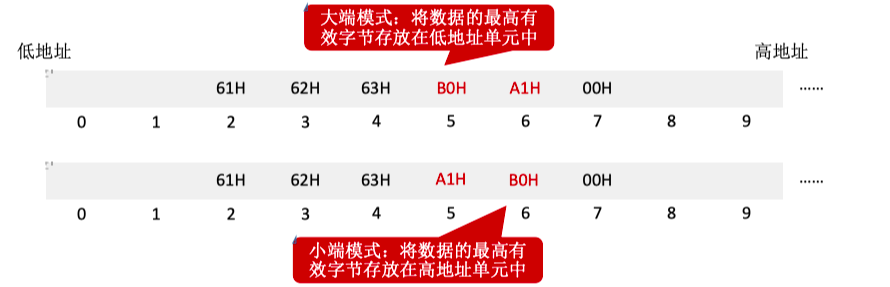 大端模式：将数据的最高有
效字节存放在低地址单元中
低地址 高地址
61H 62H 63H B0H A1H 00H ……
0 1 2 3 4 5 6 7 8 9
61H 62H 63H A1H B0H 00H ……
0 1 2 3 4 5 6 7 8 9
小端模式：将数据的最高有
效字节存放在高地址单元中